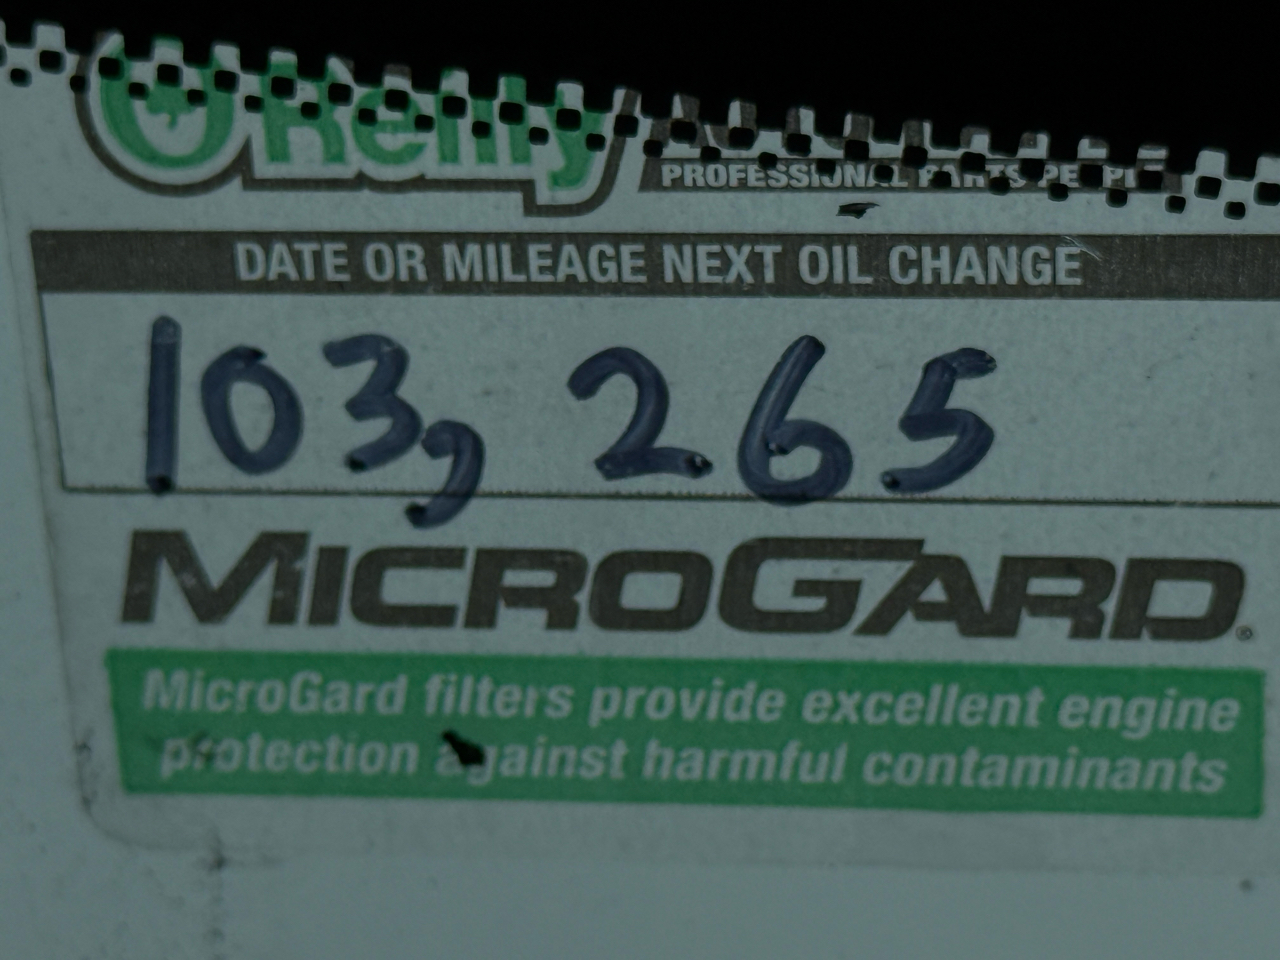 O'Reilly
PROFESSIONAL PARTS PEOPLE
DATE OR MILEAGE NEXT OIL CHANGE
103, 265
MICROGARD®
MicroGard filters provide excellent engine
protection against harmful contaminants